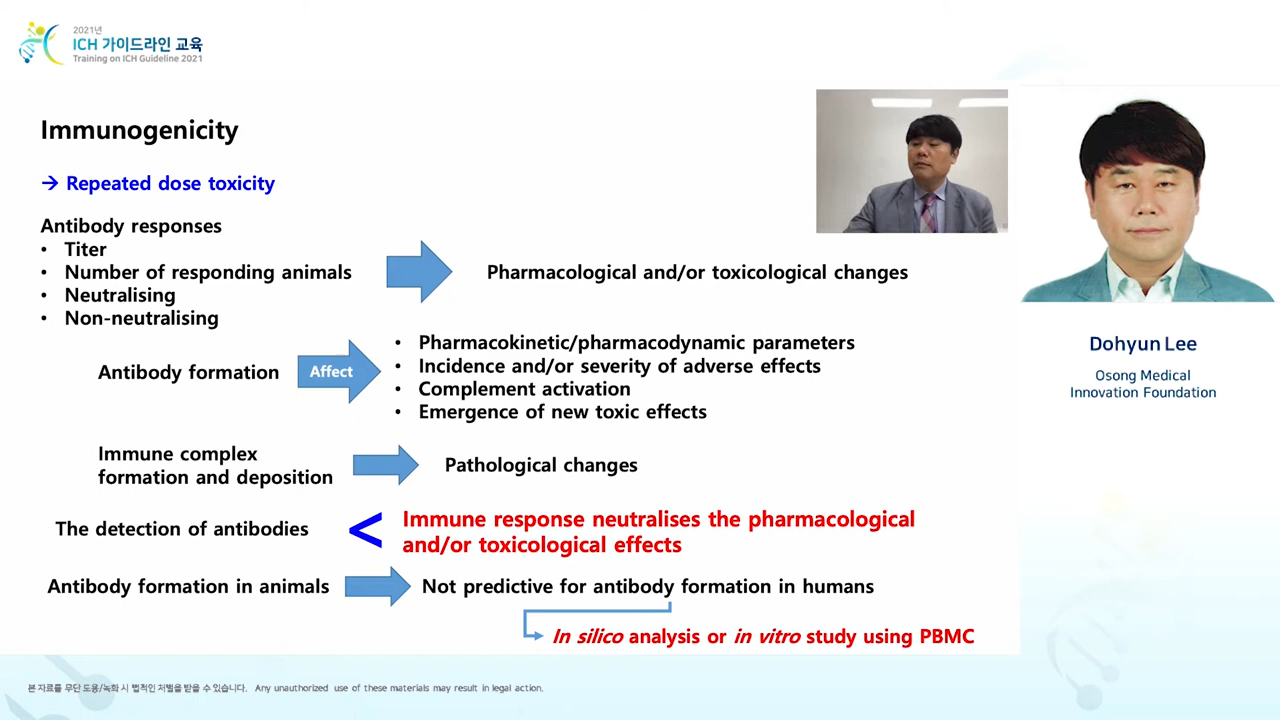 2021년
ICH 가이드라인 교육
Training on ICH Guideline 2021
Immunogenicity
→ Repeated dose toxicity
Antibody responses
• Titer
• Number of responding animals
• Neutralising
• Non-neutralising
Pharmacological and/or toxicological changes
Antibody formation
Affect
• Pharmacokinetic/pharmacodynamic parameters
• Incidence and/or severity of adverse effects
• Complement activation
• Emergence of new toxic effects
Immune complex
formation and deposition
Pathological changes
The detection of antibodies
<
Immune response neutralises the pharmacological
and/or toxicological effects
Antibody formation in animals
Not predictive for antibody formation in humans
In silico analysis or in vitro study using PBMC
Dohyun Lee
Osong Medical
Innovation Foundation
본 자료를 무단 도용/녹화 시 법적인 처벌을 받을 수 있습니다. Any unauthorized use of these materials may result in legal action.